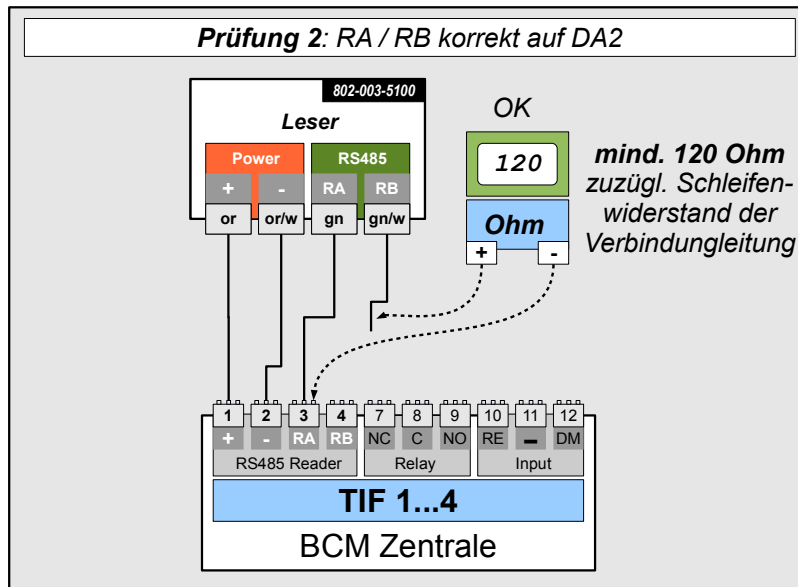 Prüfung 2: RA / RB korrekt auf DA2
802-003-5100
Leser
Power RS485
+ - RA RB
or or/w gn gn/w
OK
120
Ohm
+ -
mind. 120 Ohm
zuzügl. Schleifen-
widerstand der
Verbindungleitung
1 2 3 4 7 8 9 10 11 12
+ - RA RB NC C NO RE - DM
RS485 Reader Relay Input
TIF 1...4
BCM Zentrale